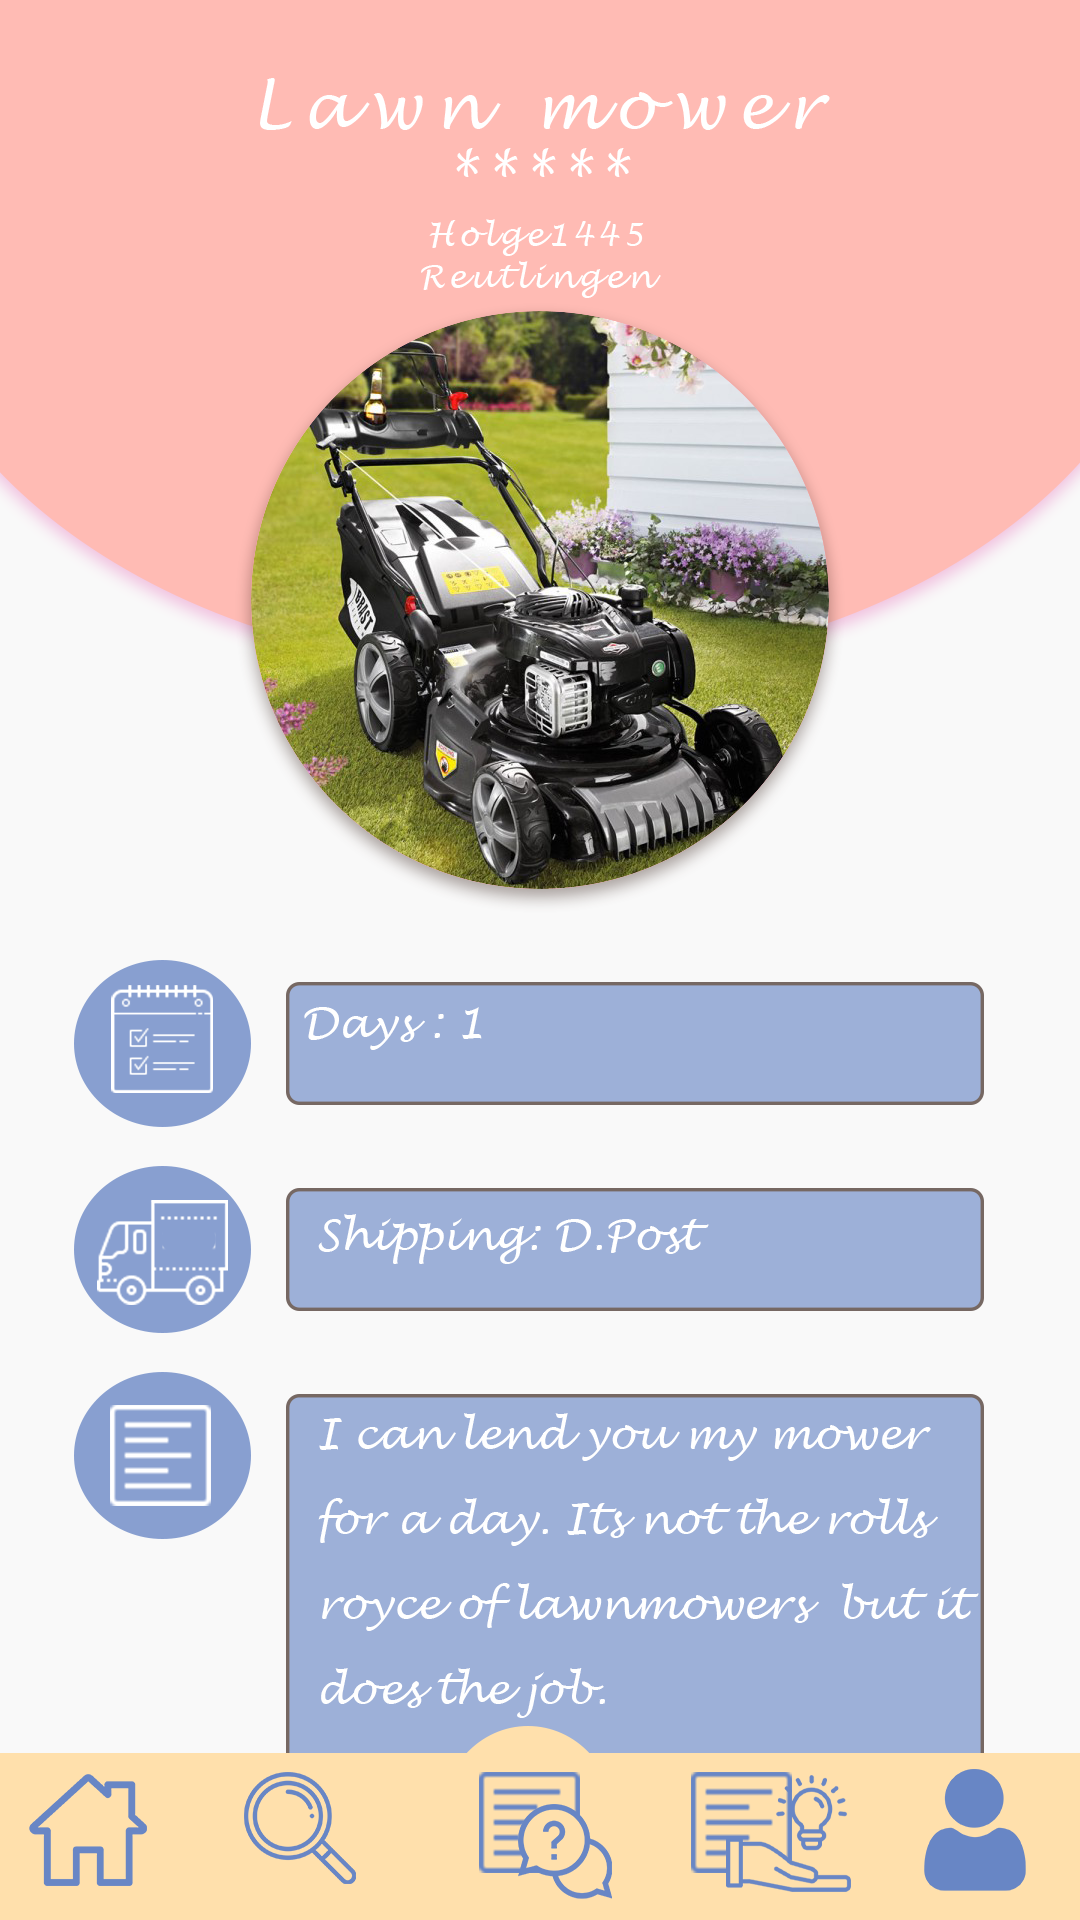 Lawn mower
*****
Holge1445
Reutlingen
BRAST
Days : 1
Shipping: D.Post
I can lend you my mower
for a day. Its not the rolls
royce of lawnmowers  but it
does the job.
?